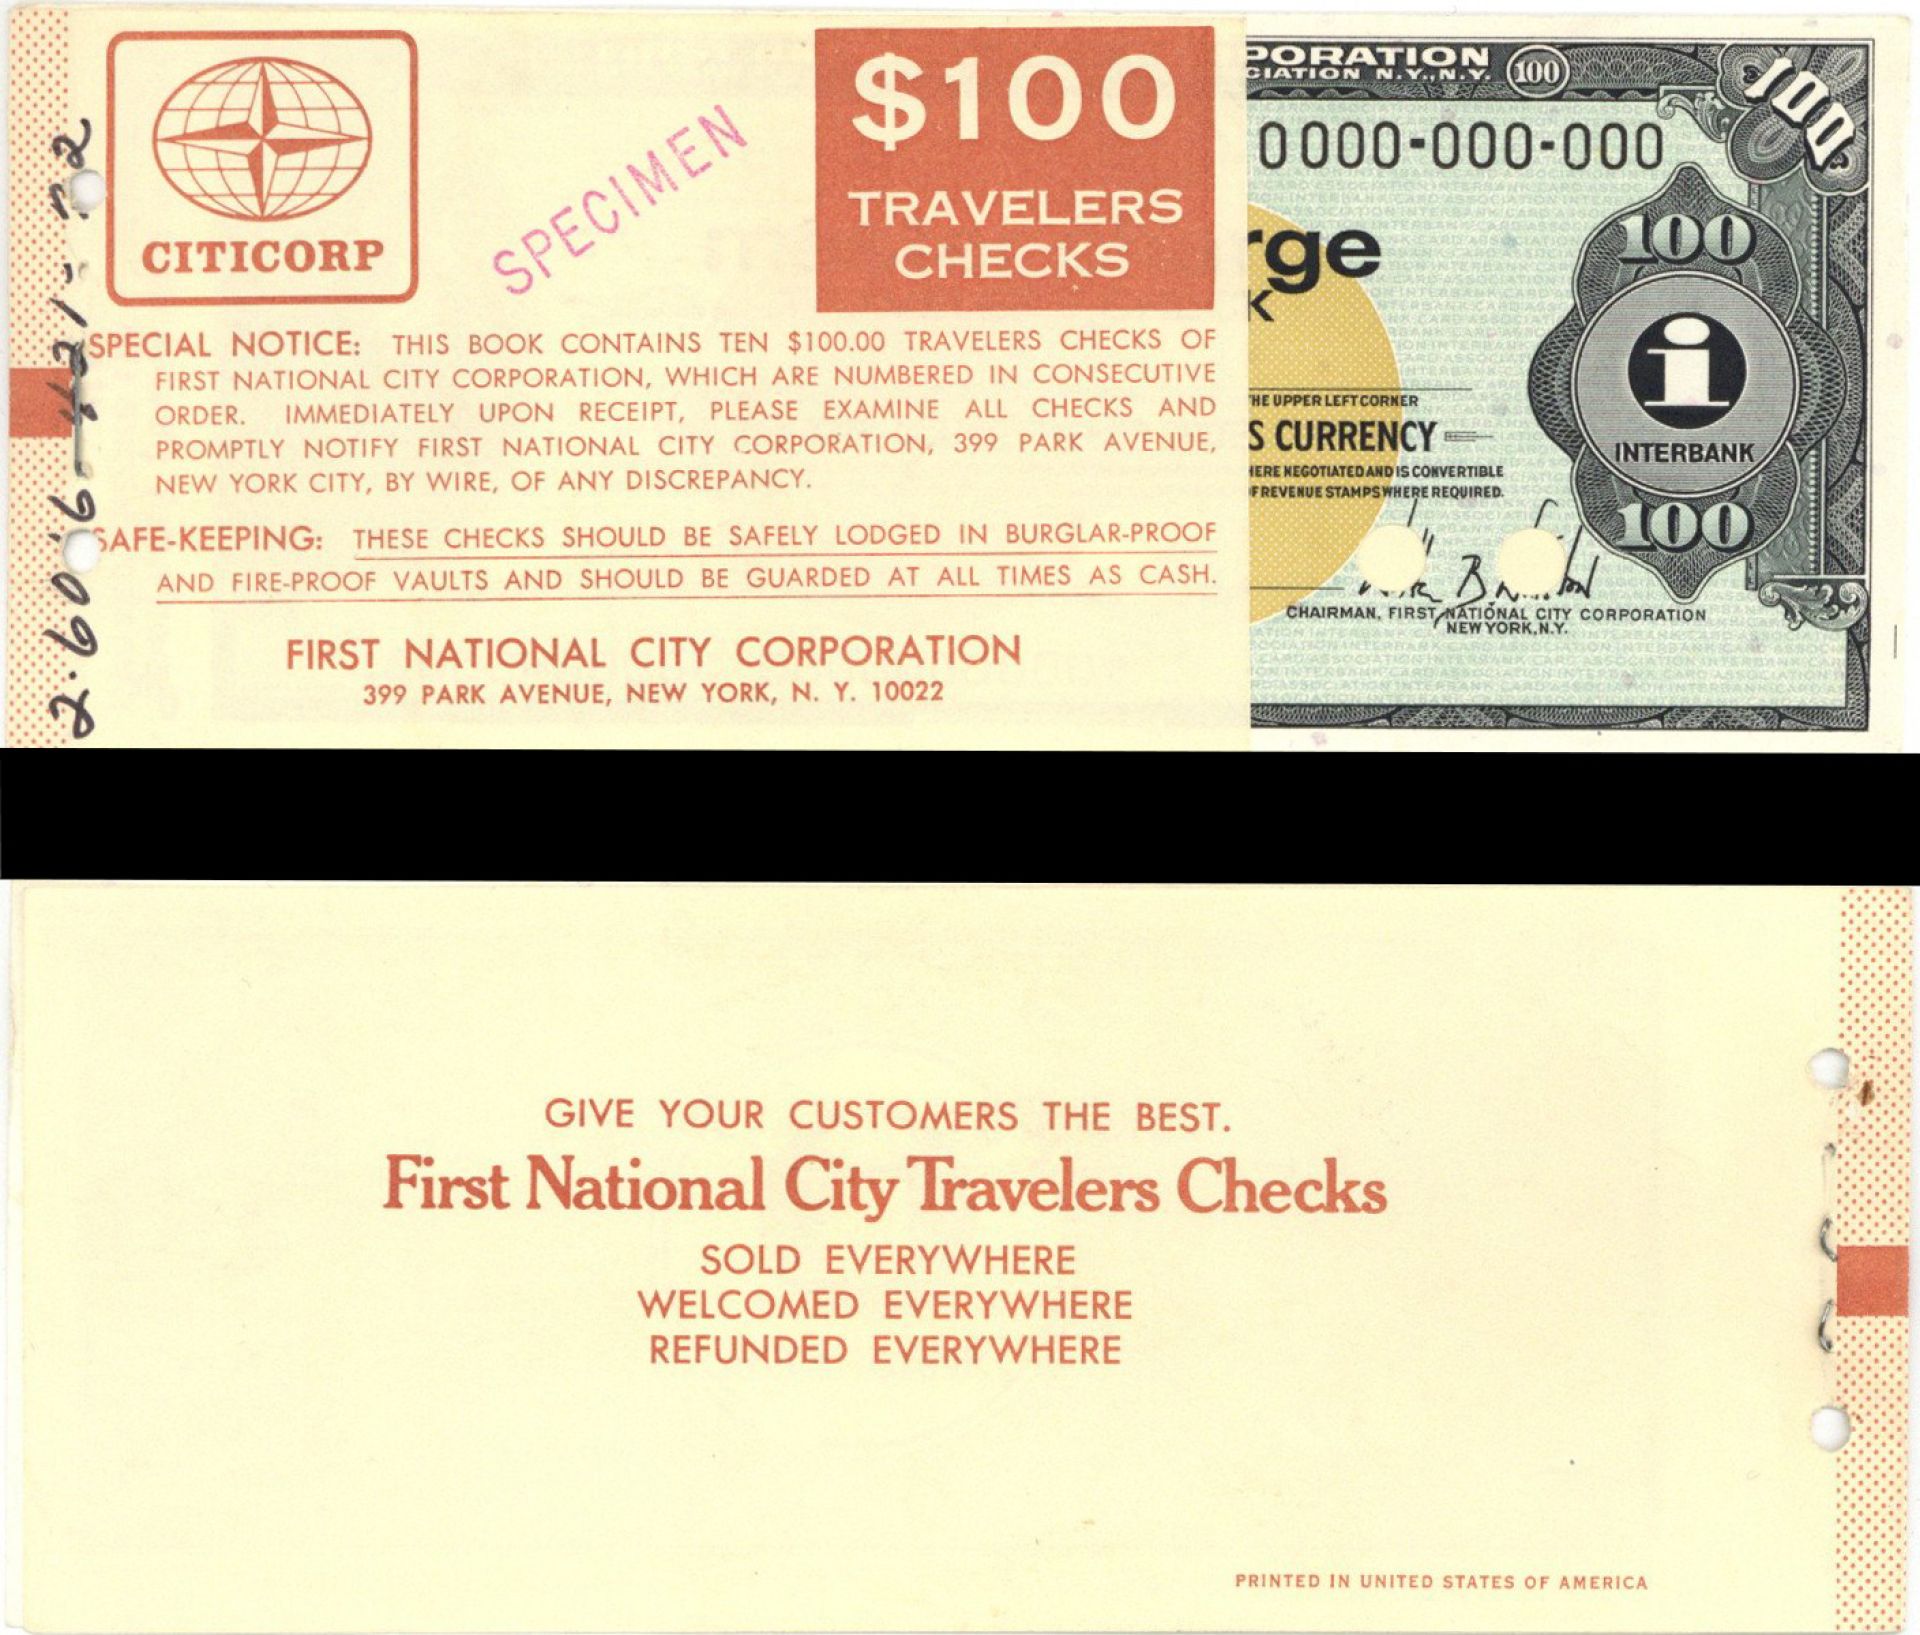 CITICORP
SPECIMEN
$100
TRAVELERS
CHECKS
SPECIAL NOTICE: THIS BOOK CONTAINS TEN $100.00 TRAVELERS CHECKS OF
FIRST NATIONAL CITY CORPORATION, WHICH ARE NUMBERED IN CONSECUTIVE
ORDER. IMMEDIATELY UPON RECEIPT, PLEASE EXAMINE ALL CHECKS AND
PROMPTLY NOTIFY FIRST NATIONAL CITY CORPORATION, 399 PARK AVENUE,
NEW YORK CITY, BY WIRE, OF ANY DISCREPANCY.
SAFE-KEEPING: THESE CHECKS SHOULD BE SAFELY LODGED IN BURGLAR-PROOF
AND FIRE-PROOF VAULTS AND SHOULD BE GUARDED AT ALL TIMES AS CASH.
FIRST NATIONAL CITY CORPORATION
399 PARK AVENUE, NEW YORK, N. Y. 10022
PORATION
CIATION N.Y., N.Y.
100
100
0000-000-000
rge
k
100
i
INTERBANK
100
HE UPPER LEFT CORNER
S CURRENCY
HERE NEGOTIATED AND IS CONVERTIBLE
F REVENUE STAMPS WHERE REQUIRED.
CHAIRMAN, FIRST NATIONAL CITY CORPORATION
NEW YORK, N.Y.
GIVE YOUR CUSTOMERS THE BEST.
First National City Travelers Checks
SOLD EVERYWHERE
WELCOMED EVERYWHERE
REFUNDED EVERYWHERE
PRINTED IN UNITED STATES OF AMERICA